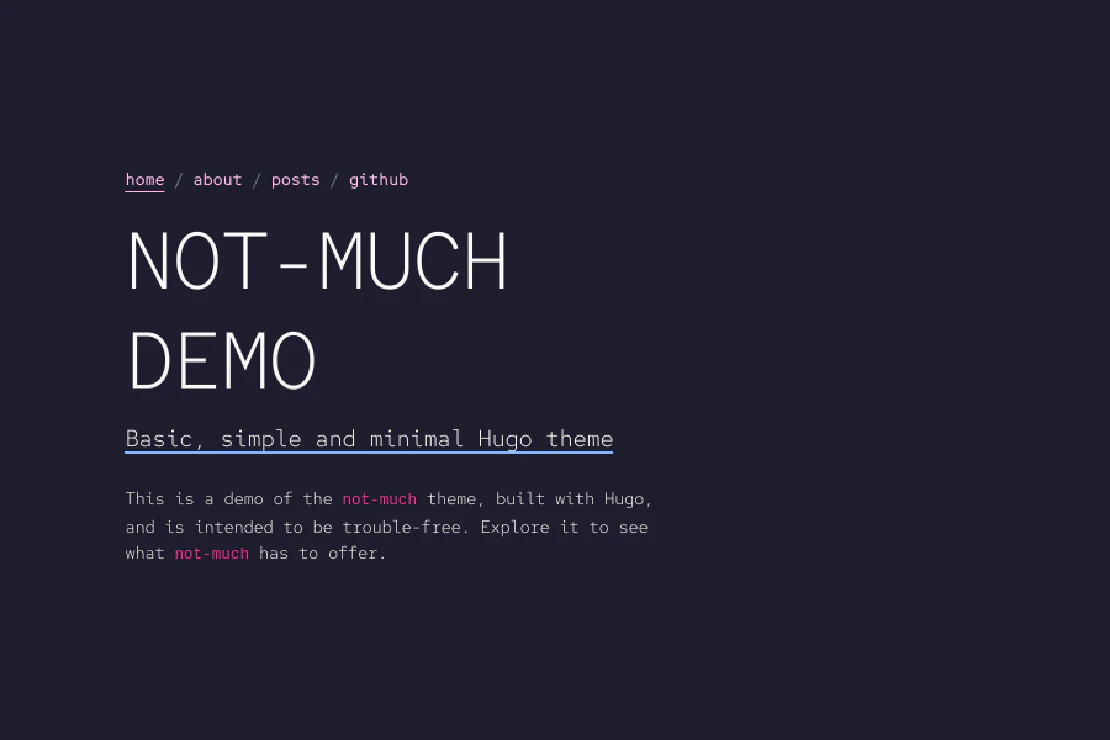 home / about / posts / github
NOT-MUCH
DEMO
Basic, simple and minimal Hugo theme
This is a demo of the not-much theme, built with Hugo,
and is intended to be trouble-free. Explore it to see
what not-much has to offer.